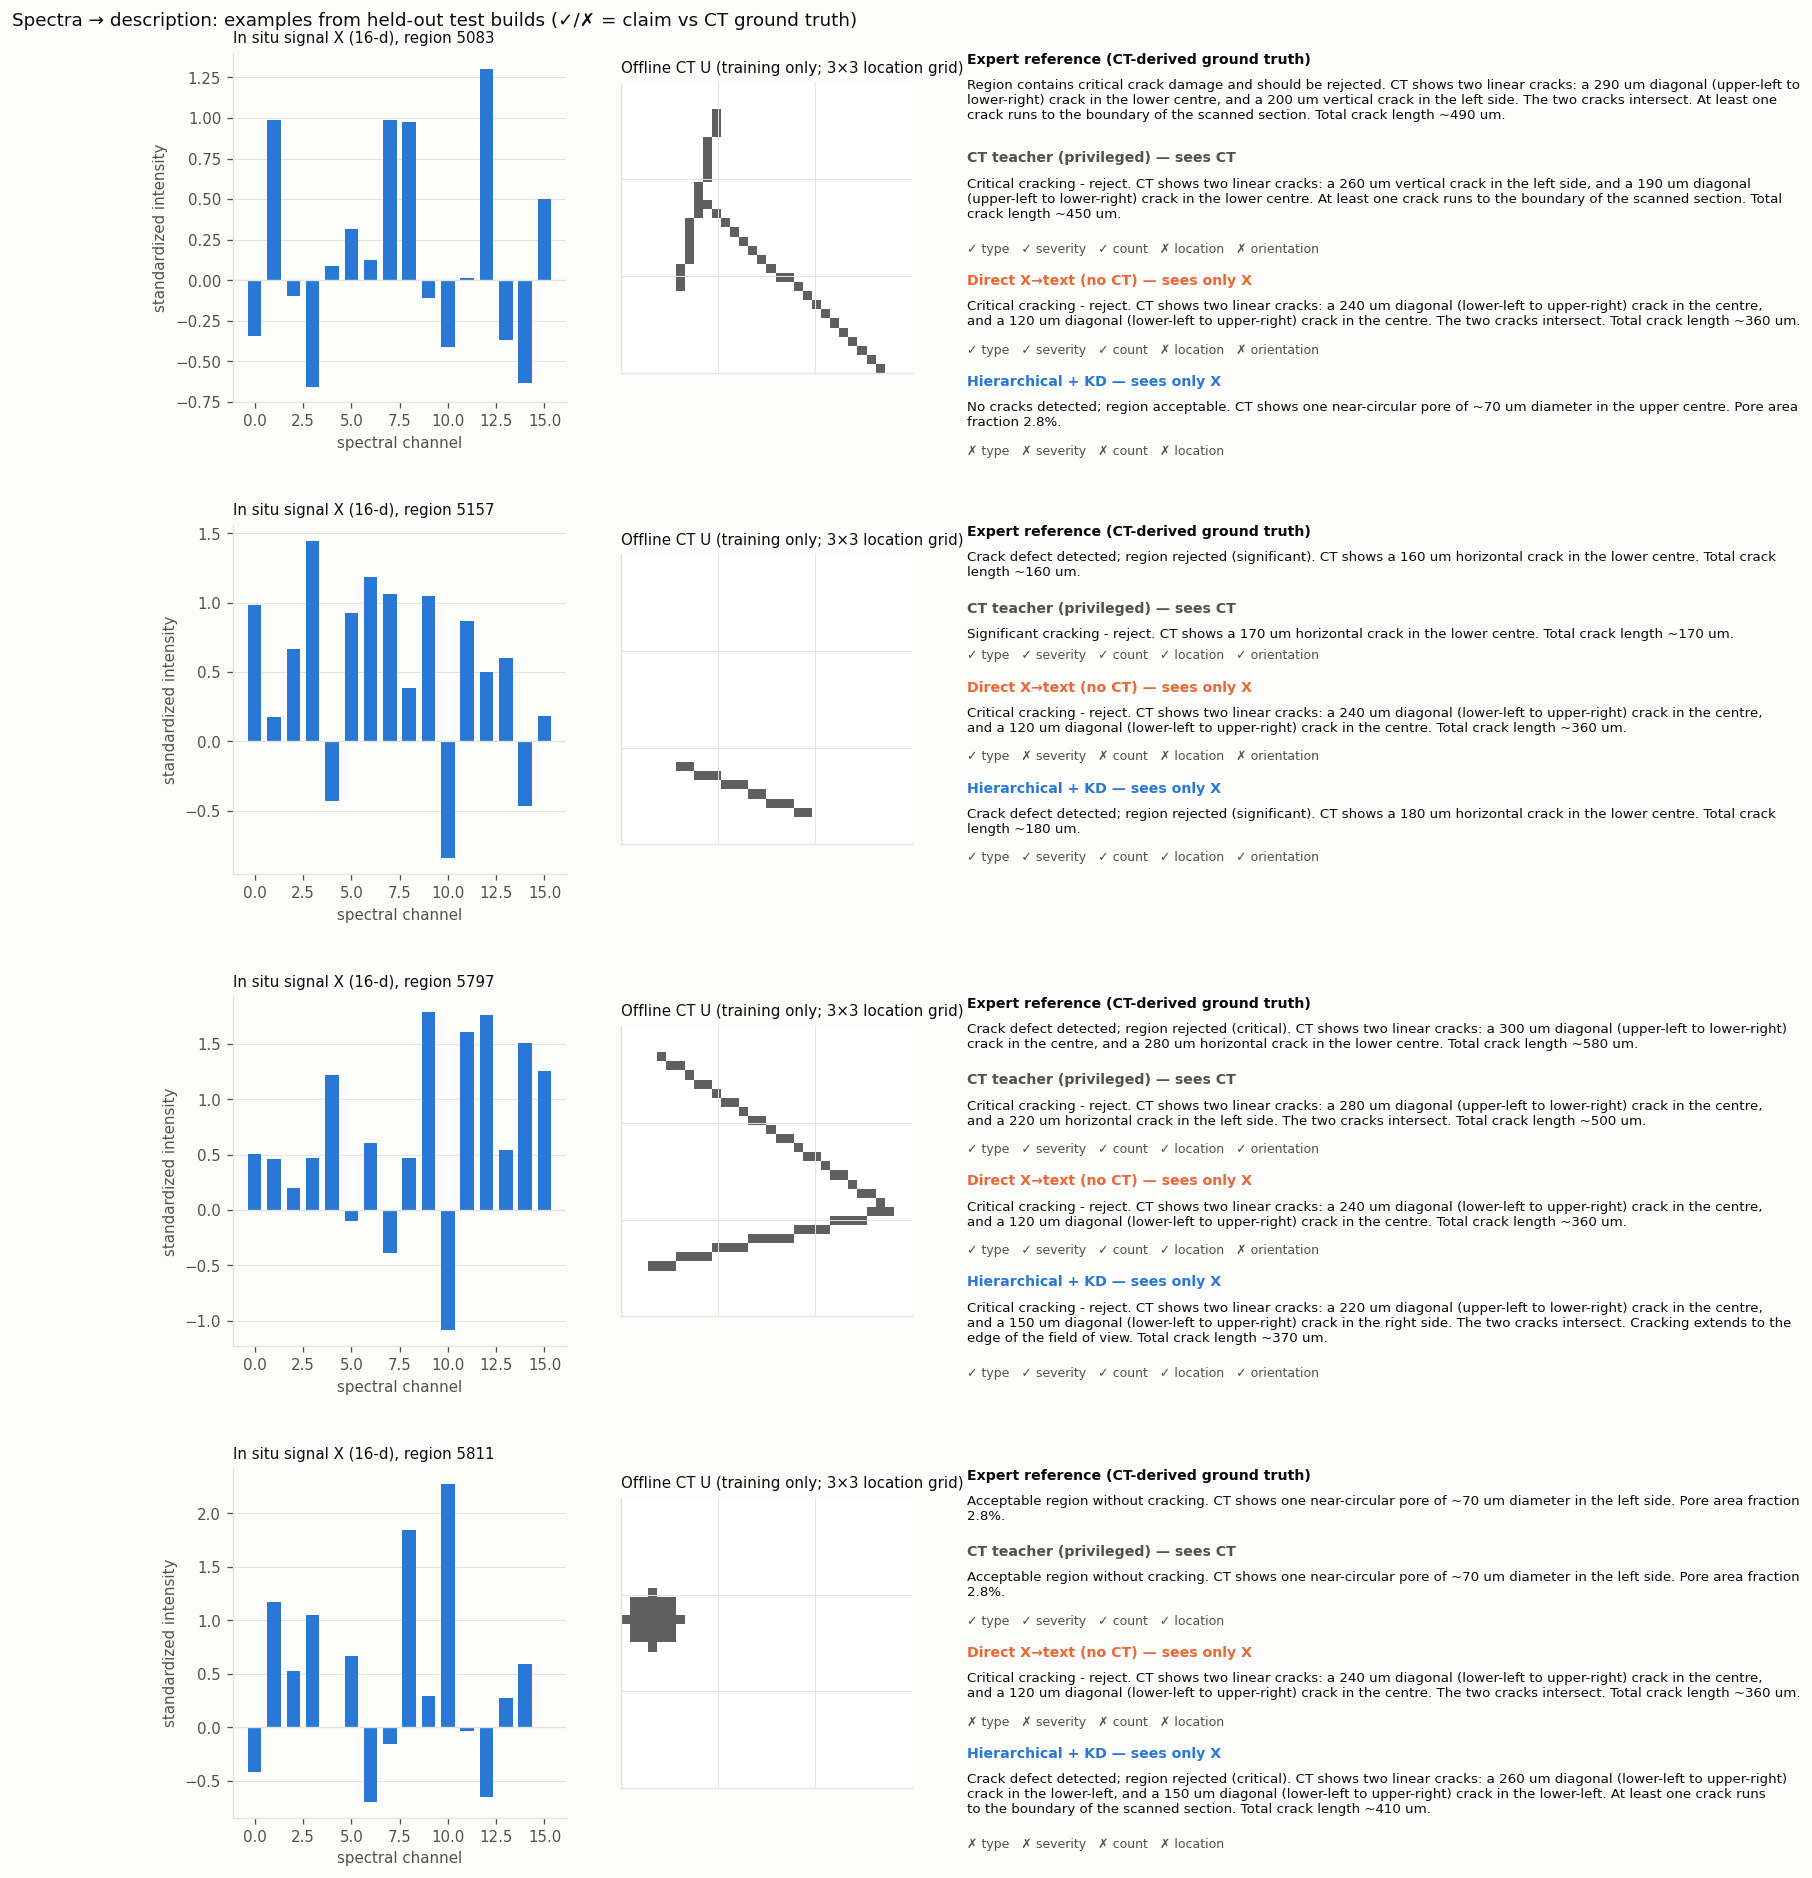 Spectra → description: examples from held-out test builds (✓/✗ = claim vs CT ground truth)
In situ signal X (16-d), region 5083
standardized intensity
1.25
1.00
0.75
0.50
0.25
0.00
−0.25
−0.50
−0.75
0.0 2.5 5.0 7.5 10.0 12.5 15.0
spectral channel
Offline CT U (training only; 3×3 location grid)
Expert reference (CT-derived ground truth)
Region contains critical crack damage and should be rejected. CT shows two linear cracks: a 290 um diagonal (upper-left to
lower-right) crack in the lower centre, and a 200 um vertical crack in the left side. The two cracks intersect. At least one
crack runs to the boundary of the scanned section. Total crack length ~490 um.
CT teacher (privileged) — sees CT
Critical cracking - reject. CT shows two linear cracks: a 260 um vertical crack in the left side, and a 190 um diagonal
(upper-left to lower-right) crack in the lower centre. At least one crack runs to the boundary of the scanned section. Total
crack length ~450 um.
✓ type ✓ severity ✓ count ✗ location ✗ orientation
Direct X→text (no CT) — sees only X
Critical cracking - reject. CT shows two linear cracks: a 240 um diagonal (lower-left to upper-right) crack in the centre,
and a 120 um diagonal (lower-left to upper-right) crack in the centre. The two cracks intersect. Total crack length ~360 um.
✓ type ✓ severity ✓ count ✗ location ✗ orientation
Hierarchical + KD — sees only X
No cracks detected; region acceptable. CT shows one near-circular pore of ~70 um diameter in the upper centre. Pore area
fraction 2.8%.
✗ type ✗ severity ✗ count ✗ location
In situ signal X (16-d), region 5157
standardized intensity
1.5
1.0
0.5
0.0
−0.5
0.0 2.5 5.0 7.5 10.0 12.5 15.0
spectral channel
Offline CT U (training only; 3×3 location grid)
Expert reference (CT-derived ground truth)
Crack defect detected; region rejected (significant). CT shows a 160 um horizontal crack in the lower centre. Total crack
length ~160 um.
CT teacher (privileged) — sees CT
Significant cracking - reject. CT shows a 170 um horizontal crack in the lower centre. Total crack length ~170 um.
✓ type ✓ severity ✓ count ✓ location ✓ orientation
Direct X→text (no CT) — sees only X
Critical cracking - reject. CT shows two linear cracks: a 240 um diagonal (lower-left to upper-right) crack in the centre,
and a 120 um diagonal (lower-left to upper-right) crack in the centre. Total crack length ~360 um.
✓ type ✗ severity ✗ count ✗ location ✗ orientation
Hierarchical + KD — sees only X
Crack defect detected; region rejected (significant). CT shows a 180 um horizontal crack in the lower centre. Total crack
length ~180 um.
✓ type ✓ severity ✓ count ✓ location ✓ orientation
In situ signal X (16-d), region 5797
standardized intensity
1.5
1.0
0.5
0.0
−0.5
−1.0
0.0 2.5 5.0 7.5 10.0 12.5 15.0
spectral channel
Offline CT U (training only; 3×3 location grid)
Expert reference (CT-derived ground truth)
Crack defect detected; region rejected (critical). CT shows two linear cracks: a 300 um diagonal (upper-left to lower-right)
crack in the centre, and a 280 um horizontal crack in the lower centre. Total crack length ~580 um.
CT teacher (privileged) — sees CT
Critical cracking - reject. CT shows two linear cracks: a 280 um diagonal (upper-left to lower-right) crack in the centre,
and a 220 um horizontal crack in the left side. The two cracks intersect. Total crack length ~500 um.
✓ type ✓ severity ✓ count ✓ location ✓ orientation
Direct X→text (no CT) — sees only X
Critical cracking - reject. CT shows two linear cracks: a 240 um diagonal (lower-left to upper-right) crack in the centre,
and a 120 um diagonal (lower-left to upper-right) crack in the centre. Total crack length ~360 um.
✓ type ✓ severity ✓ count ✓ location ✗ orientation
Hierarchical + KD — sees only X
Critical cracking - reject. CT shows two linear cracks: a 220 um diagonal (upper-left to lower-right) crack in the centre,
and a 150 um diagonal (lower-left to upper-right) crack in the right side. The two cracks intersect. Cracking extends to the
edge of the field of view. Total crack length ~370 um.
✓ type ✓ severity ✓ count ✓ location ✓ orientation
In situ signal X (16-d), region 5811
standardized intensity
2.0
1.5
1.0
0.5
0.0
−0.5
0.0 2.5 5.0 7.5 10.0 12.5 15.0
spectral channel
Offline CT U (training only; 3×3 location grid)
Expert reference (CT-derived ground truth)
Acceptable region without cracking. CT shows one near-circular pore of ~70 um diameter in the left side. Pore area fraction
2.8%.
CT teacher (privileged) — sees CT
Acceptable region without cracking. CT shows one near-circular pore of ~70 um diameter in the left side. Pore area fraction
2.8%.
✓ type ✓ severity ✓ count ✓ location
Direct X→text (no CT) — sees only X
Critical cracking - reject. CT shows two linear cracks: a 240 um diagonal (lower-left to upper-right) crack in the centre,
and a 120 um diagonal (lower-left to upper-right) crack in the centre. The two cracks intersect. Total crack length ~360 um.
✗ type ✗ severity ✗ count ✗ location
Hierarchical + KD — sees only X
Crack defect detected; region rejected (critical). CT shows two linear cracks: a 260 um diagonal (lower-left to upper-right)
crack in the lower-left, and a 150 um diagonal (lower-left to upper-right) crack in the lower-left. At least one crack runs
to the boundary of the scanned section. Total crack length ~410 um.
✗ type ✗ severity ✗ count ✗ location